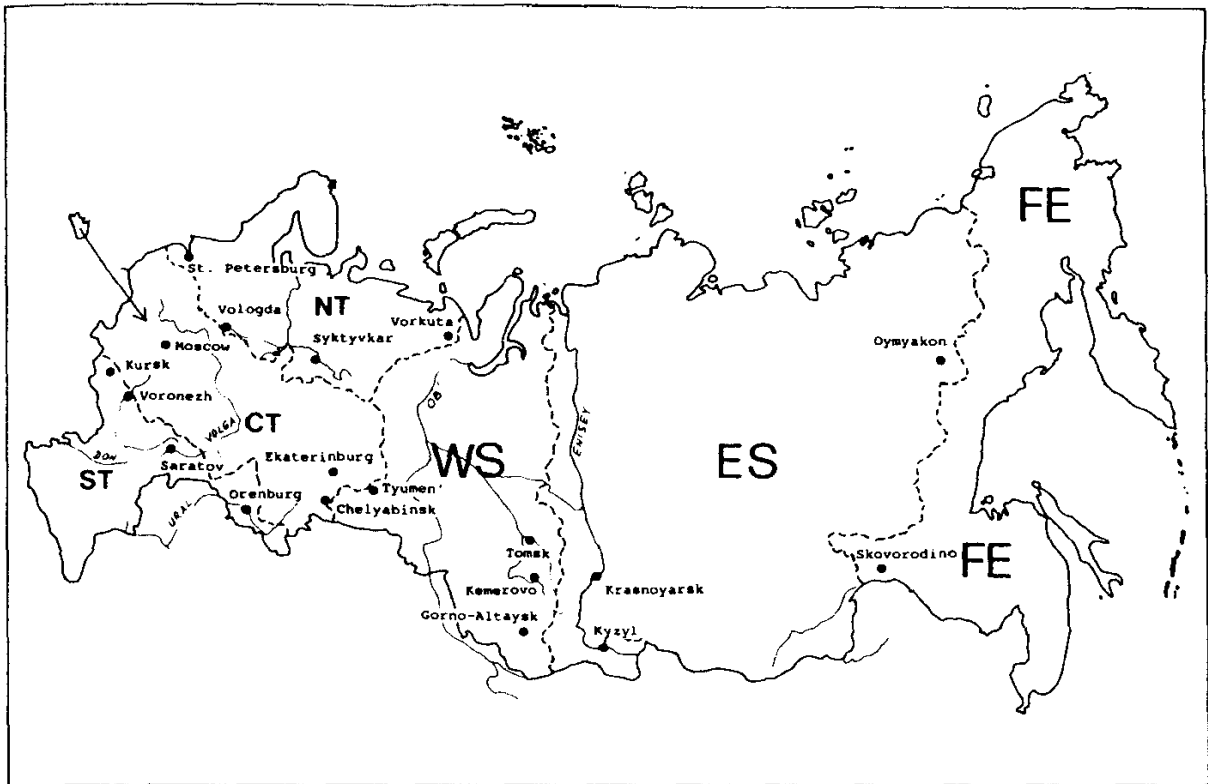 FE
St. Petersburg
NT
Vologda
Vorkuta
Syktyvkar
Moscow
Oymyakon
Kursk
Voronezh
OB
ENISEY
VOLGA
CT
DON
Saratov
ST
Ekaterinburg
WS
ES
Tyumen'
Orenburg
Chelyabinsk
URAL
Tomsk
Skovorodino
FE
Kemerovo
Krasnoyarsk
Gorno-Altaysk
Kyzyl